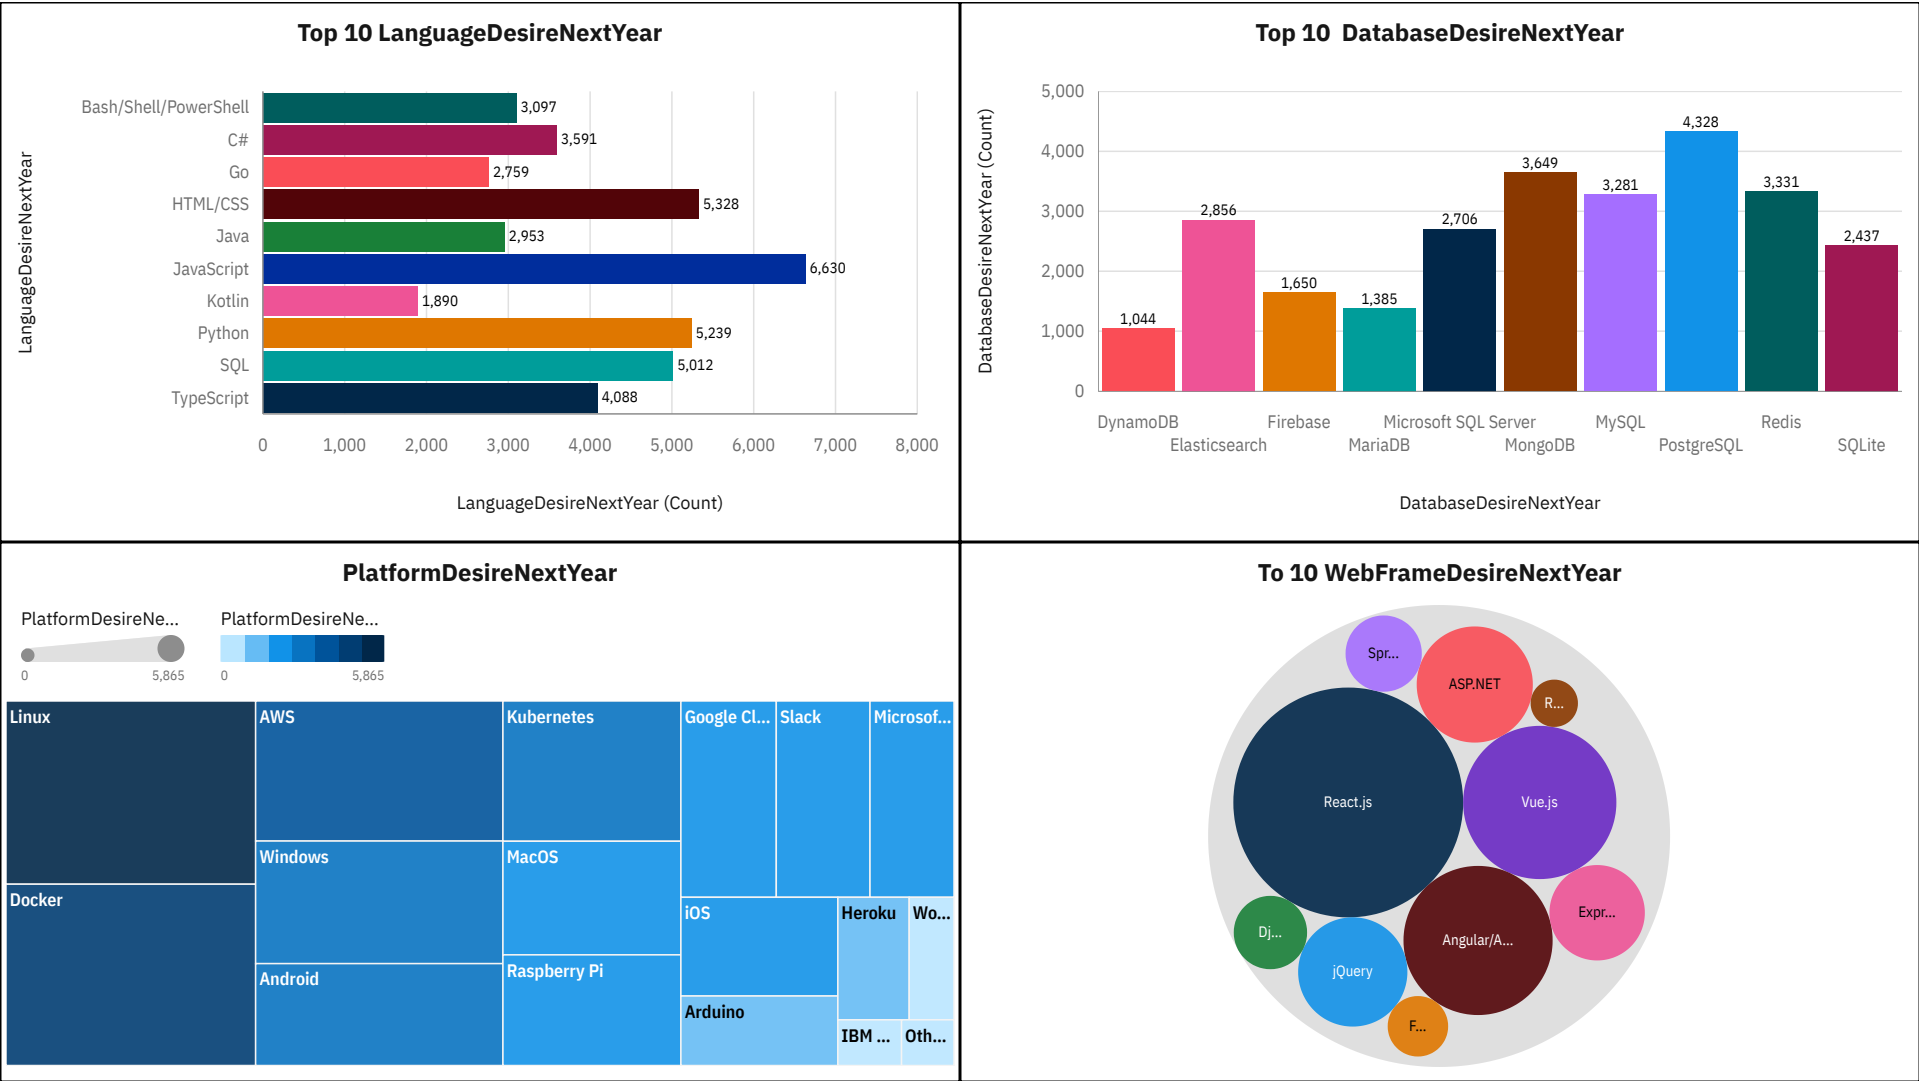 Top 10 LanguageDesireNextYear
LanguageDesireNextYear
Bash/Shell/PowerShell 3,097
C# 3,591
Go 2,759
HTML/CSS 5,328
Java 2,953
JavaScript 6,630
Kotlin 1,890
Python 5,239
SQL 5,012
TypeScript 4,088
0 1,000 2,000 3,000 4,000 5,000 6,000 7,000 8,000
LanguageDesireNextYear (Count)
Top 10 DatabaseDesireNextYear
DatabaseDesireNextYear (Count)
5,000
4,000
3,000
2,000
1,000
0
1,044
2,856
1,650
1,385
2,706
3,649
3,281
4,328
3,331
2,437
DynamoDB Firebase Microsoft SQL Server MySQL Redis
Elasticsearch MariaDB MongoDB PostgreSQL SQLite
DatabaseDesireNextYear
PlatformDesireNextYear
PlatformDesireNe... PlatformDesireNe...
0 5,865 0 5,865
Linux
Docker
AWS
Windows
Android
Kubernetes
MacOS
Raspberry Pi
Google Cl...
Slack
Microsof...
iOS
Arduino
Heroku
Wo...
IBM ...
Oth...
To 10 WebFrameDesireNextYear
Spr...
ASP.NET
R...
React.js
Vue.js
Expr...
Dj...
Angular/A...
jQuery
F...